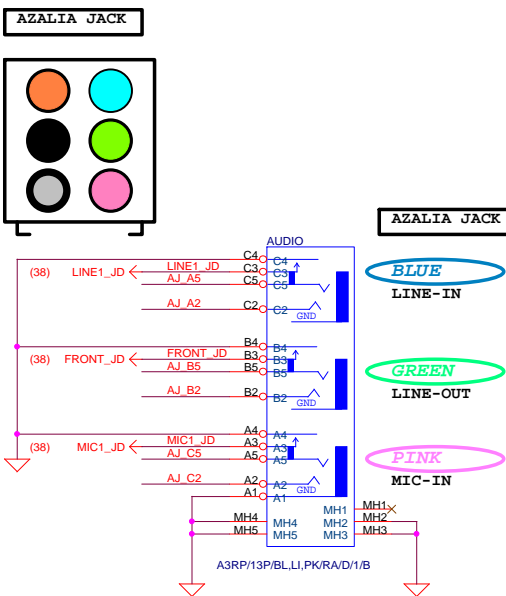 AZALIA JACK
AZALIA JACK
AUDIO
C4 C4
(38) LINE1_JD LINE1_JD C3 C3
AJ_A5 C5 C5
BLUE
LINE-IN
AJ_A2 C2 C2
GND
B4 B4
(38) FRONT_JD FRONT_JD B3 B3
AJ_B5 B5 B5
GREEN
LINE-OUT
AJ_B2 B2 B2
GND
A4 A4
(38) MIC1_JD MIC1_JD A3 A3
AJ_C5 A5 A5
PINK
MIC-IN
AJ_C2 A2 A2
GND
A1 A1
MH1 MH1
MH4 MH4 MH2 MH2
MH5 MH5 MH3 MH3
A3RP/13P/BL,LI,PK/RA/D/1/B